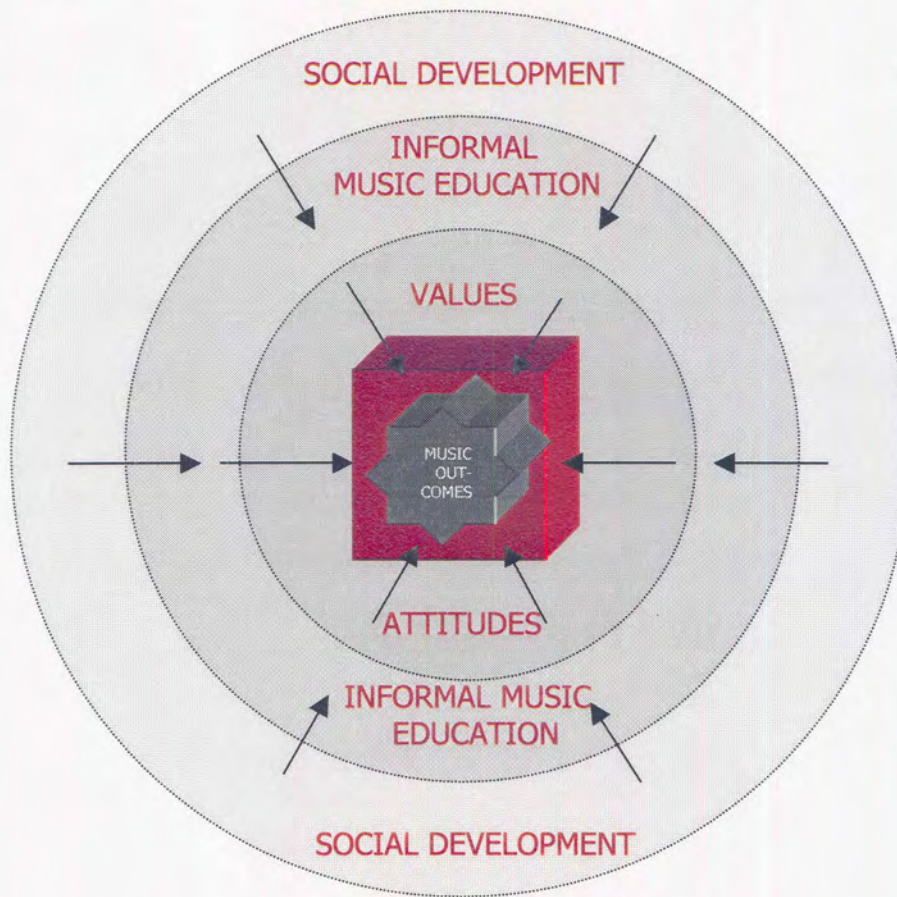 SOCIAL DEVELOPMENT
INFORMAL
MUSIC EDUCATION
VALUES
MUSIC
OUT-
COMES
ATTITUDES
INFORMAL MUSIC
EDUCATION
SOCIAL DEVELOPMENT